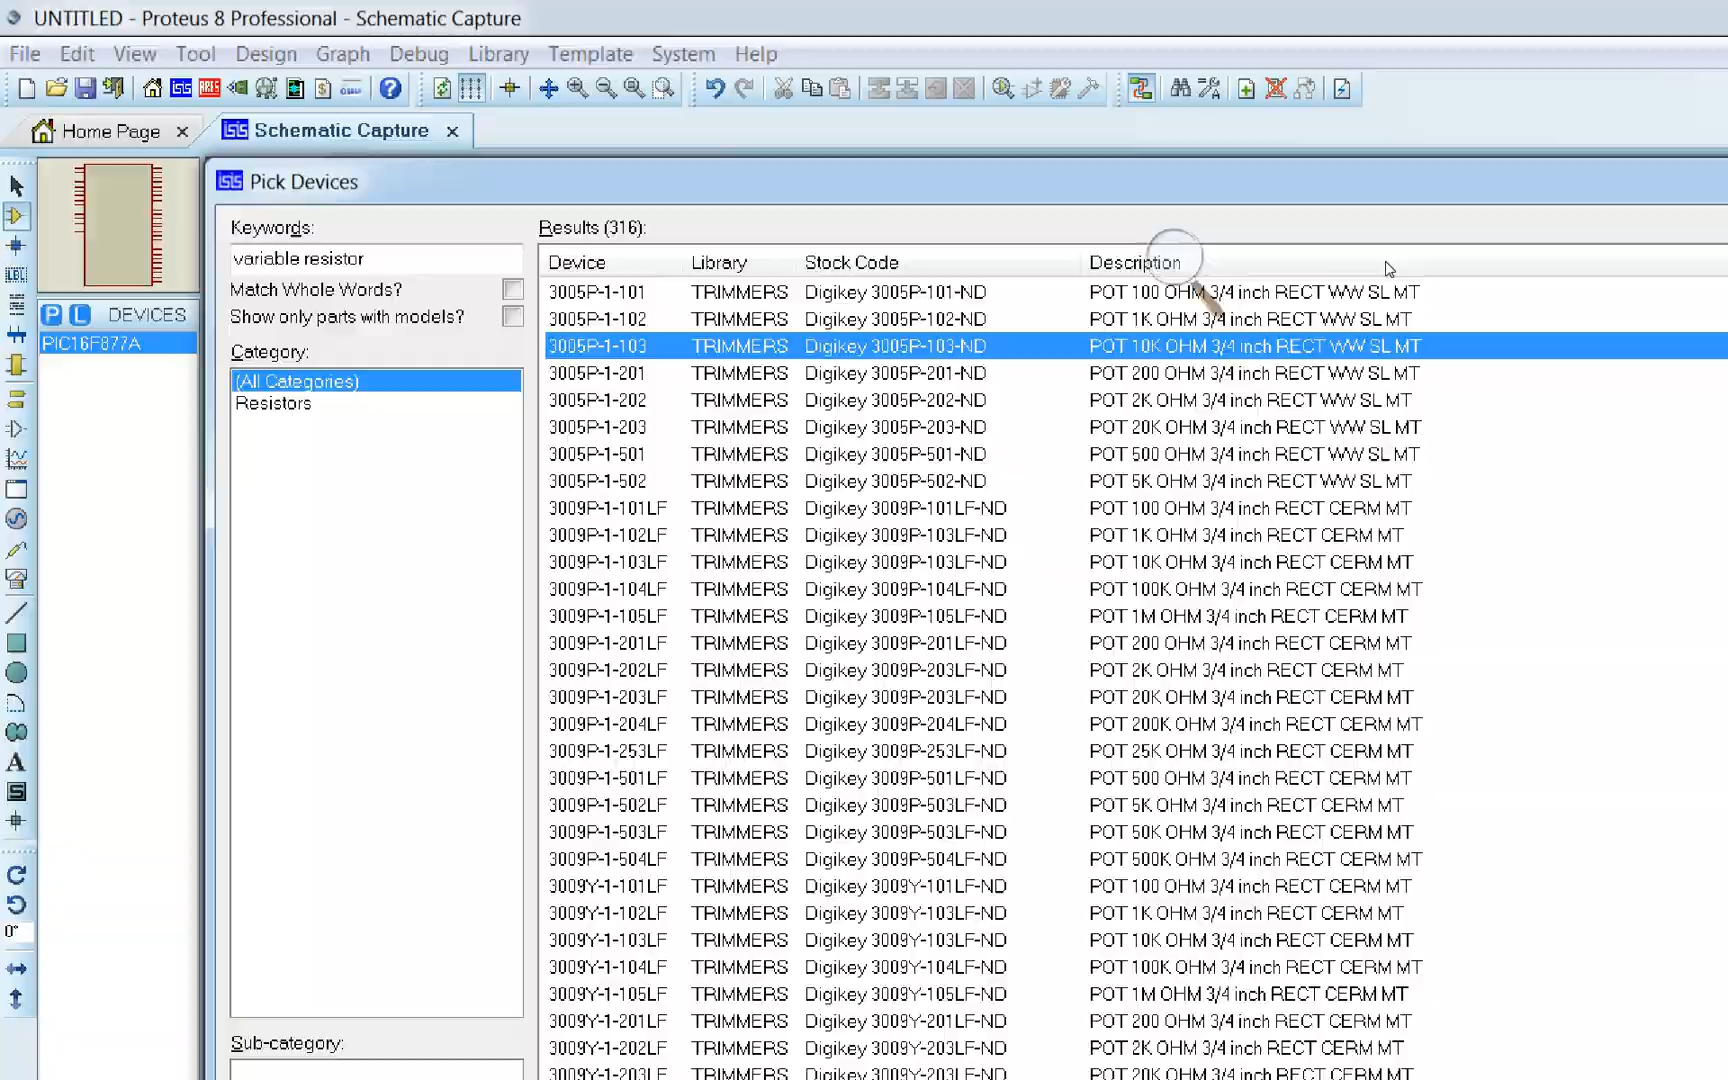 UNTITLED - Proteus 8 Professional - Schematic Capture
File Edit View Tool Design Graph Debug Library Template System Help
Home Page
Schematic Capture
Pick Devices
P L DEVICES
PIC16F877A
LBL
A
S
0°
Keywords:
variable resistor
Match Whole Words?
Show only parts with models?
Category:
(All Categories)
Resistors
Sub-category:
Results (316):
Device Library Stock Code Description
3005P-1-101 TRIMMERS Digikey 3005P-101-ND POT 100 OHM 3/4 inch RECT WW SL MT
3005P-1-102 TRIMMERS Digikey 3005P-102-ND POT 1K OHM 3/4 inch RECT WW SL MT
3005P-1-103 TRIMMERS Digikey 3005P-103-ND POT 10K OHM 3/4 inch RECT WW SL MT
3005P-1-201 TRIMMERS Digikey 3005P-201-ND POT 200 OHM 3/4 inch RECT WW SL MT
3005P-1-202 TRIMMERS Digikey 3005P-202-ND POT 2K OHM 3/4 inch RECT WW SL MT
3005P-1-203 TRIMMERS Digikey 3005P-203-ND POT 20K OHM 3/4 inch RECT WW SL MT
3005P-1-501 TRIMMERS Digikey 3005P-501-ND POT 500 OHM 3/4 inch RECT WW SL MT
3005P-1-502 TRIMMERS Digikey 3005P-502-ND POT 5K OHM 3/4 inch RECT WW SL MT
3009P-1-101LF TRIMMERS Digikey 3009P-101LF-ND POT 100 OHM 3/4 inch RECT CERM MT
3009P-1-102LF TRIMMERS Digikey 3009P-103LF-ND POT 1K OHM 3/4 inch RECT CERM MT
3009P-1-103LF TRIMMERS Digikey 3009P-103LF-ND POT 10K OHM 3/4 inch RECT CERM MT
3009P-1-104LF TRIMMERS Digikey 3009P-104LF-ND POT 100K OHM 3/4 inch RECT CERM MT
3009P-1-105LF TRIMMERS Digikey 3009P-105LF-ND POT 1M OHM 3/4 inch RECT CERM MT
3009P-1-201LF TRIMMERS Digikey 3009P-201LF-ND POT 200 OHM 3/4 inch RECT CERM MT
3009P-1-202LF TRIMMERS Digikey 3009P-203LF-ND POT 2K OHM 3/4 inch RECT CERM MT
3009P-1-203LF TRIMMERS Digikey 3009P-203LF-ND POT 20K OHM 3/4 inch RECT CERM MT
3009P-1-204LF TRIMMERS Digikey 3009P-204LF-ND POT 200K OHM 3/4 inch RECT CERM MT
3009P-1-253LF TRIMMERS Digikey 3009P-253LF-ND POT 25K OHM 3/4 inch RECT CERM MT
3009P-1-501LF TRIMMERS Digikey 3009P-501LF-ND POT 500 OHM 3/4 inch RECT CERM MT
3009P-1-502LF TRIMMERS Digikey 3009P-503LF-ND POT 5K OHM 3/4 inch RECT CERM MT
3009P-1-503LF TRIMMERS Digikey 3009P-503LF-ND POT 50K OHM 3/4 inch RECT CERM MT
3009P-1-504LF TRIMMERS Digikey 3009P-504LF-ND POT 500K OHM 3/4 inch RECT CERM MT
3009Y-1-101LF TRIMMERS Digikey 3009Y-101LF-ND POT 100 OHM 3/4 inch RECT CERM MT
3009Y-1-102LF TRIMMERS Digikey 3009Y-103LF-ND POT 1K OHM 3/4 inch RECT CERM MT
3009Y-1-103LF TRIMMERS Digikey 3009Y-103LF-ND POT 10K OHM 3/4 inch RECT CERM MT
3009Y-1-104LF TRIMMERS Digikey 3009Y-104LF-ND POT 100K OHM 3/4 inch RECT CERM MT
3009Y-1-105LF TRIMMERS Digikey 3009Y-105LF-ND POT 1M OHM 3/4 inch RECT CERM MT
3009Y-1-201LF TRIMMERS Digikey 3009Y-201LF-ND POT 200 OHM 3/4 inch RECT CERM MT
3009Y-1-202LF TRIMMERS Digikey 3009Y-203LF-ND POT 2K OHM 3/4 inch RECT CERM MT
3009Y-1-203LF TRIMMERS Digikey 3009Y-203LF-ND POT 20K OHM 3/4 inch RECT CERM MT